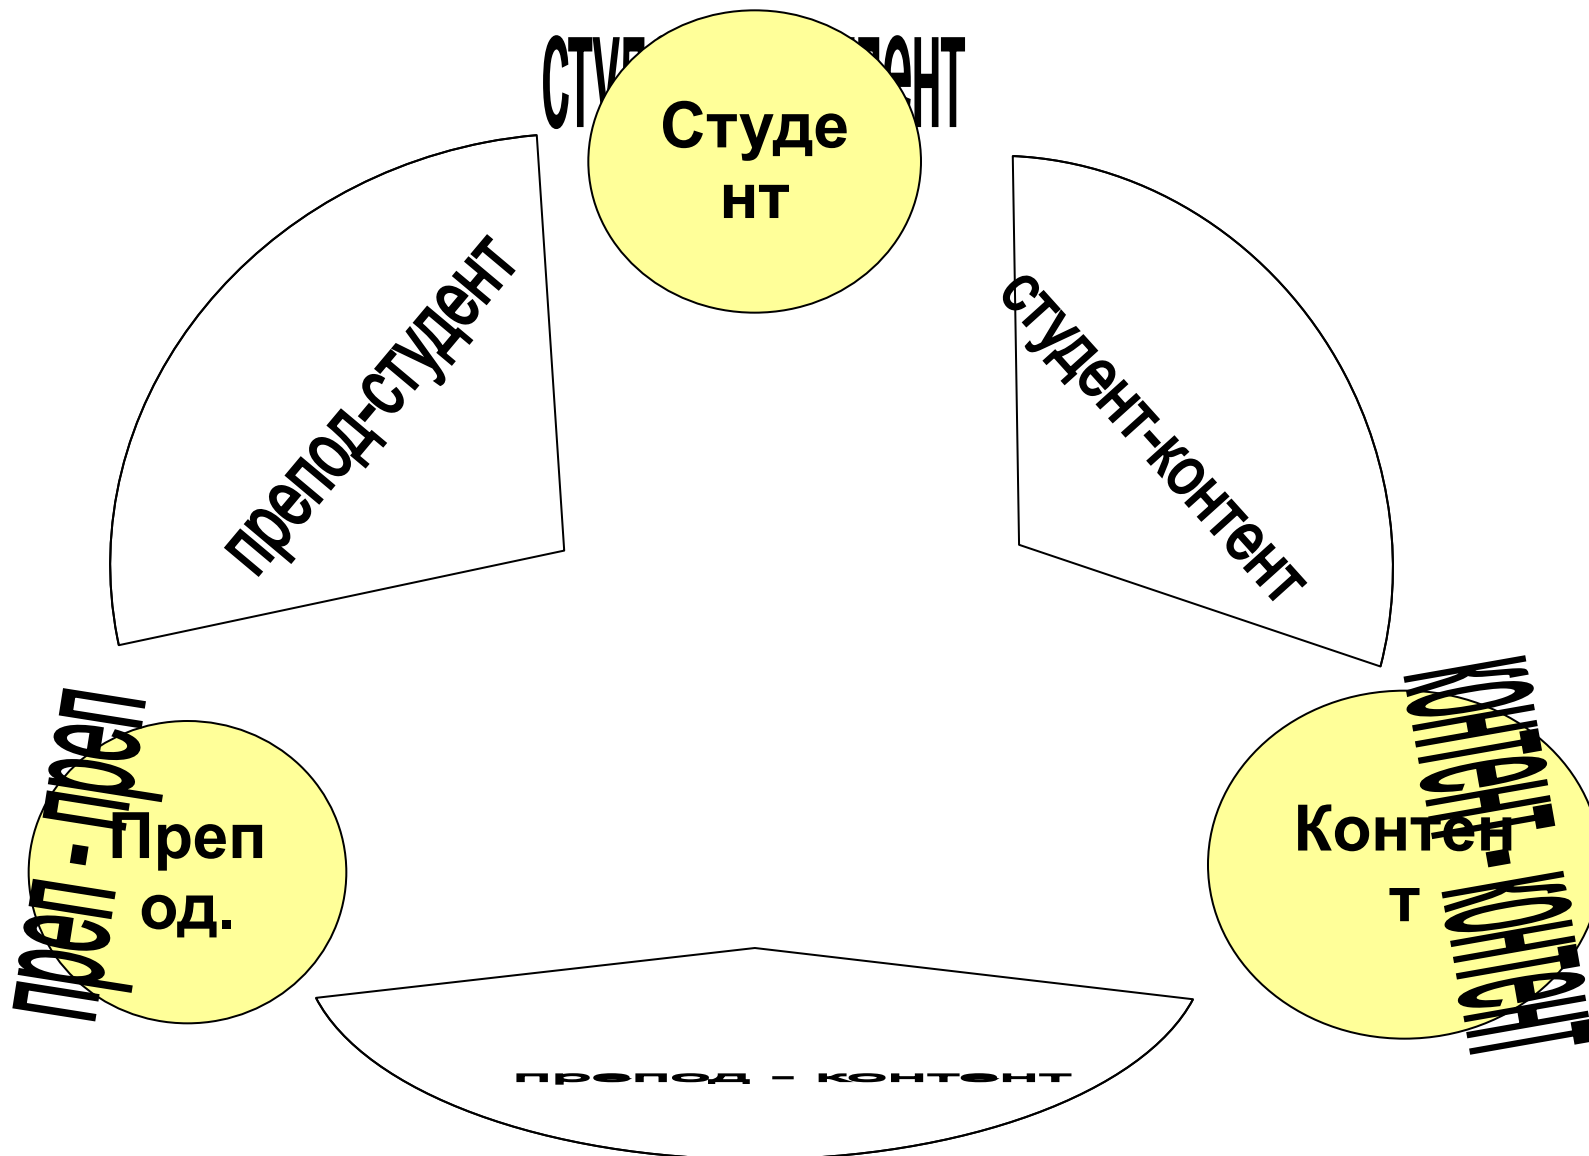 Студе
нт
препод-студент
студент-контент
преп - преп
Преп
од.
Контен
т
контент - контент
препод - контент